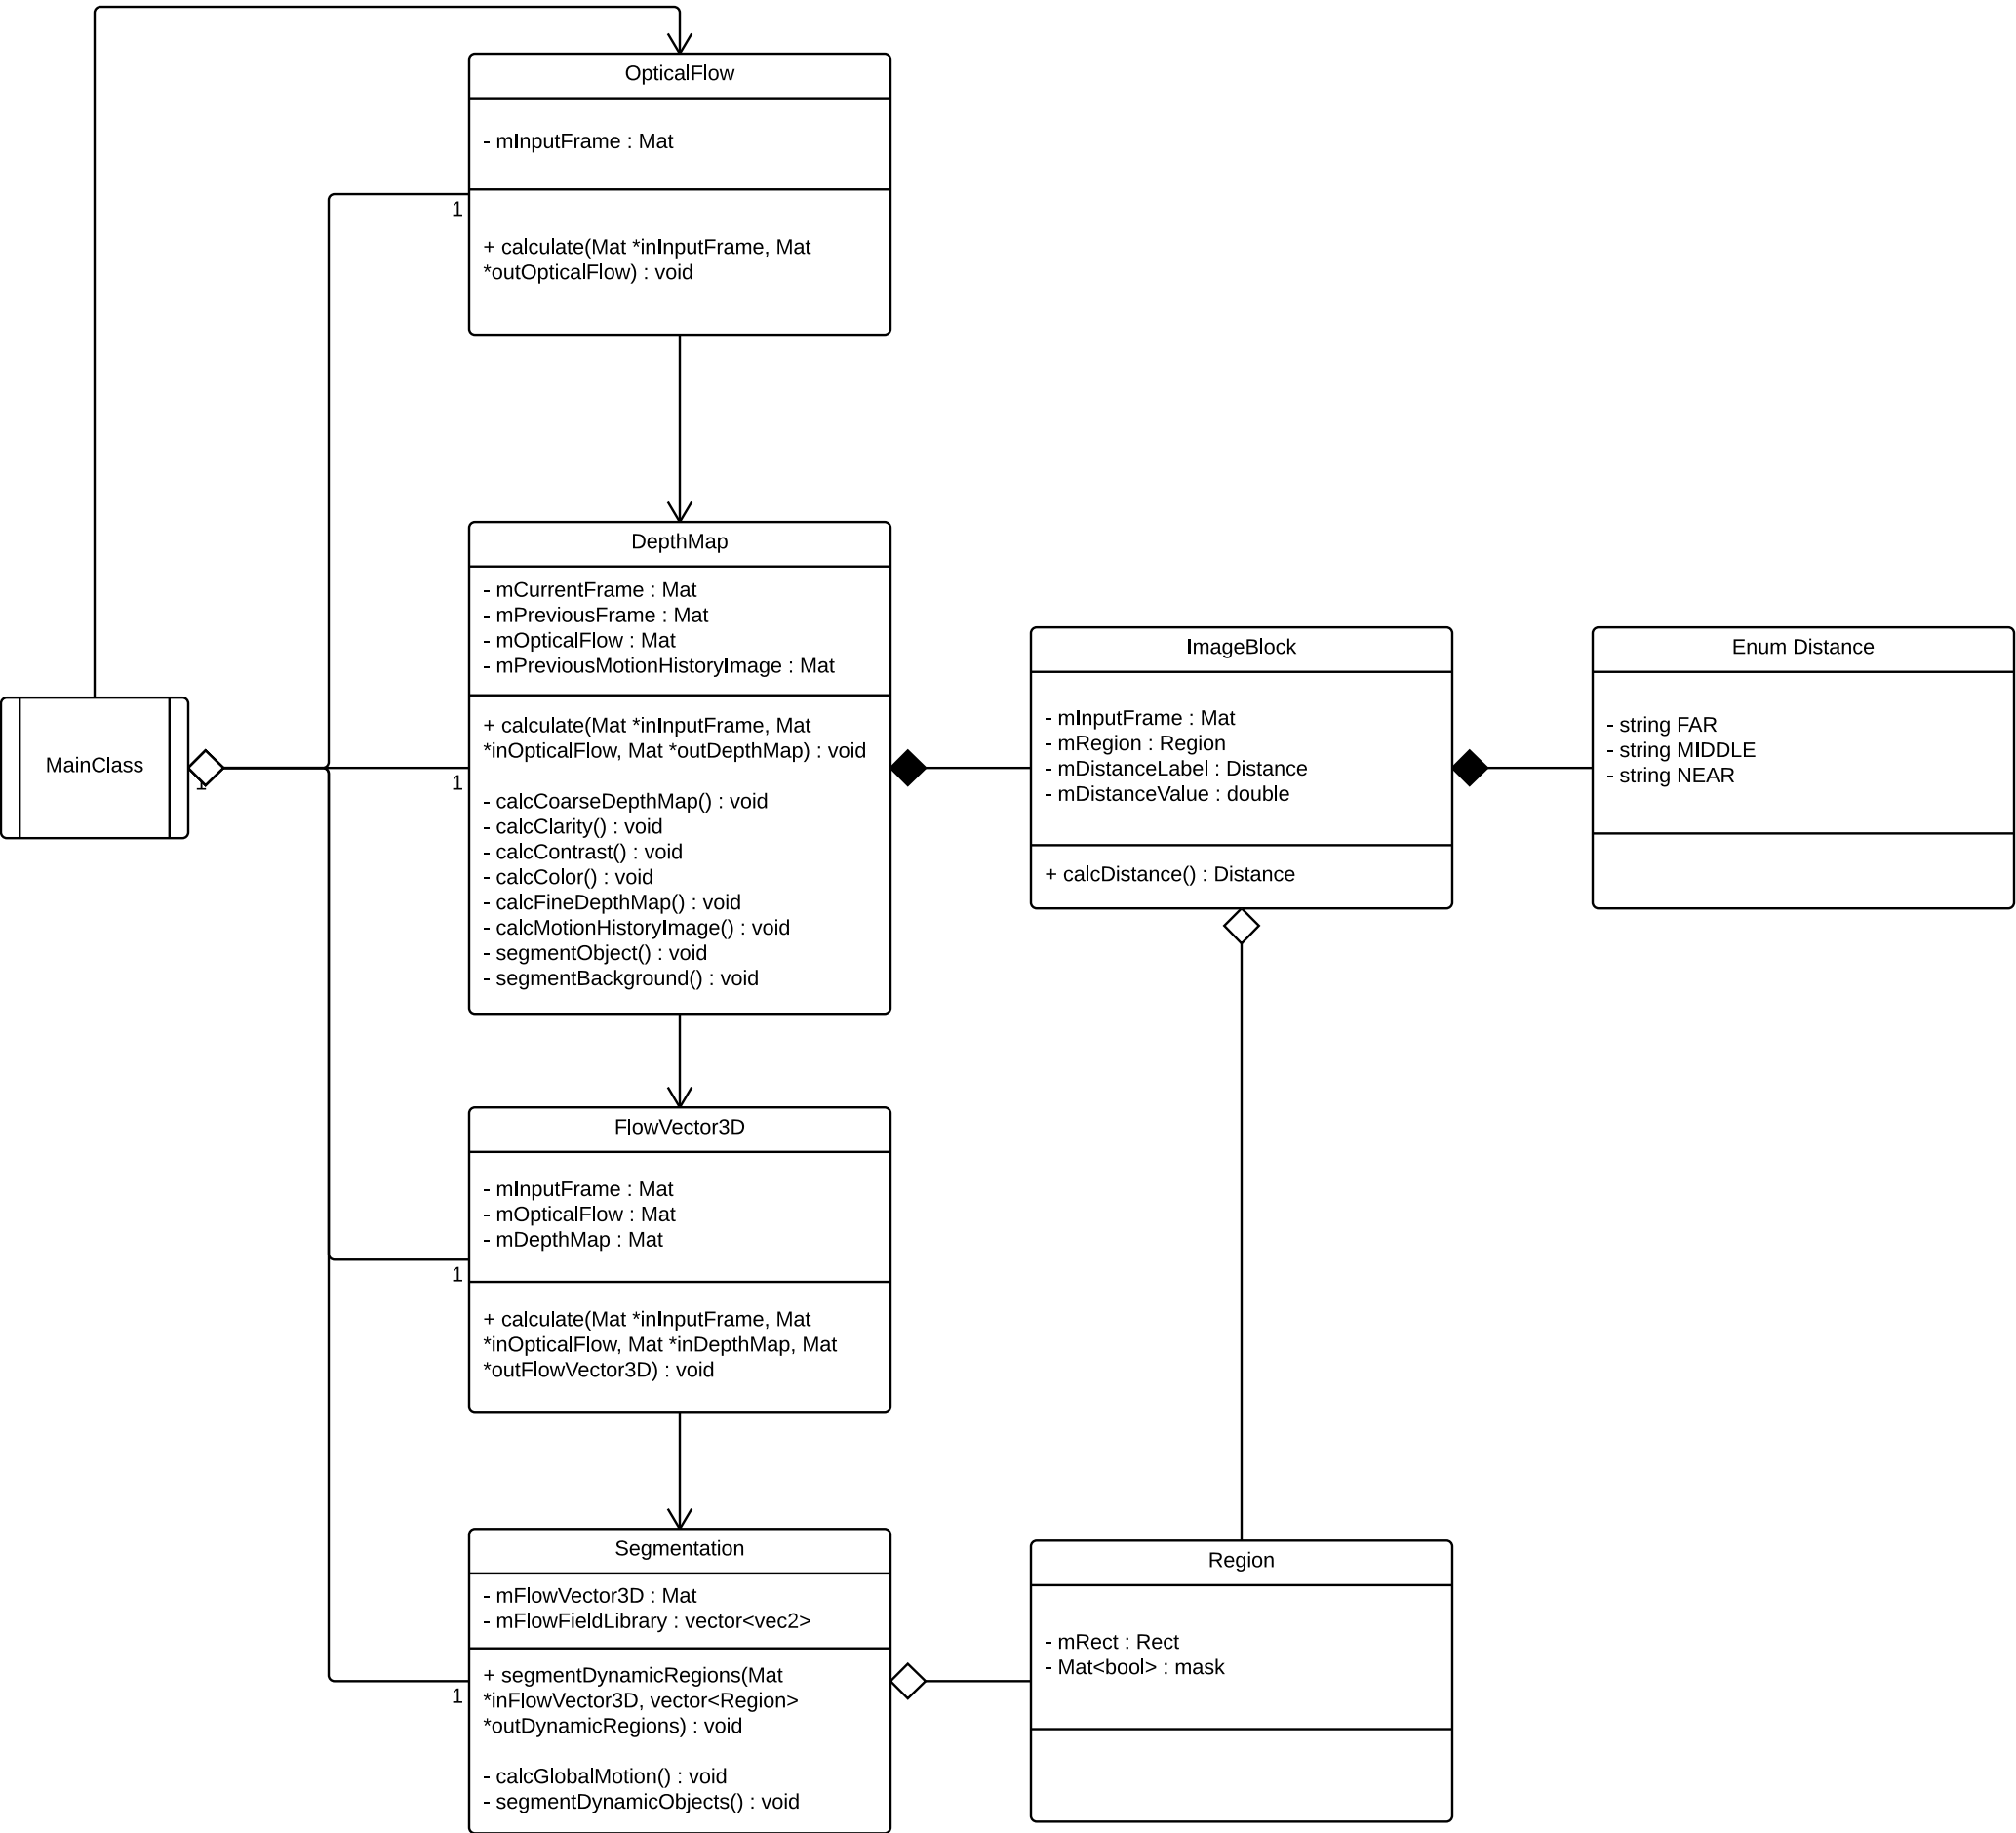 OpticalFlow
- mInputFrame : Mat
1
+ calculate(Mat *inInputFrame, Mat
*outOpticalFlow) : void
DepthMap
- mCurrentFrame : Mat
- mPreviousFrame : Mat
- mOpticalFlow : Mat
- mPreviousMotionHistoryImage : Mat
+ calculate(Mat *inInputFrame, Mat
*inOpticalFlow, Mat *outDepthMap) : void
- calcCoarseDepthMap() : void
- calcClarity() : void
- calcContrast() : void
- calcColor() : void
- calcFineDepthMap() : void
- calcMotionHistoryImage() : void
- segmentObject() : void
- segmentBackground() : void
MainClass
1
1
ImageBlock
- mInputFrame : Mat
- mRegion : Region
- mDistanceLabel : Distance
- mDistanceValue : double
+ calcDistance() : Distance
Enum Distance
- string FAR
- string MIDDLE
- string NEAR
FlowVector3D
- mInputFrame : Mat
- mOpticalFlow : Mat
- mDepthMap : Mat
1
+ calculate(Mat *inInputFrame, Mat
*inOpticalFlow, Mat *inDepthMap, Mat
*outFlowVector3D) : void
Segmentation
- mFlowVector3D : Mat
- mFlowFieldLibrary : vector<vec2>
+ segmentDynamicRegions(Mat
*inFlowVector3D, vector<Region>
*outDynamicRegions) : void
1
- calcGlobalMotion() : void
- segmentDynamicObjects() : void
Region
- mRect : Rect
- Mat<bool> : mask